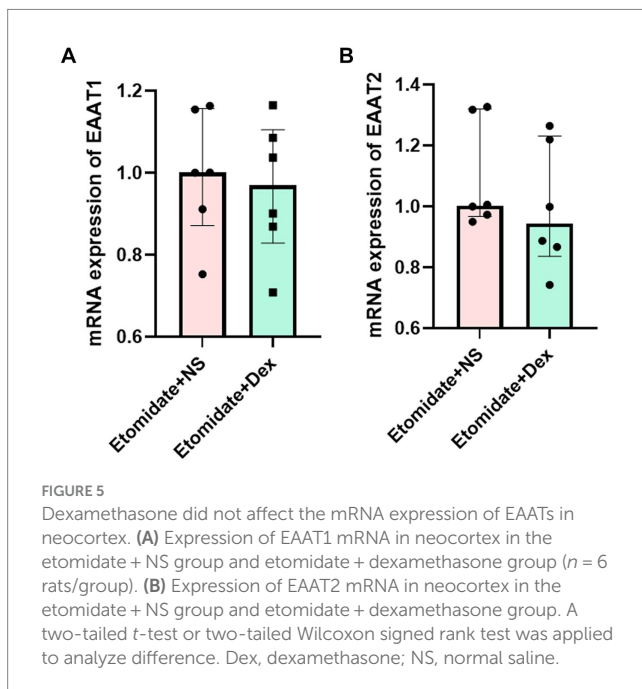 A
mRNA expression of EAAT1
1.2
1.0
0.8
0.6
Etomidate+NS
Etomidate+Dex
B
mRNA expression of EAAT2
1.4
1.2
1.0
0.8
0.6
Etomidate+NS
Etomidate+Dex
FIGURE 5
Dexamethasone did not affect the mRNA expression of EAATs in
neocortex. (A) Expression of EAAT1 mRNA in neocortex in the
etomidate + NS group and etomidate + dexamethasone group (n = 6
rats/group). (B) Expression of EAAT2 mRNA in neocortex in the
etomidate + NS group and etomidate + dexamethasone group. A
two-tailed t-test or two-tailed Wilcoxon signed rank test was applied
to analyze difference. Dex, dexamethasone; NS, normal saline.